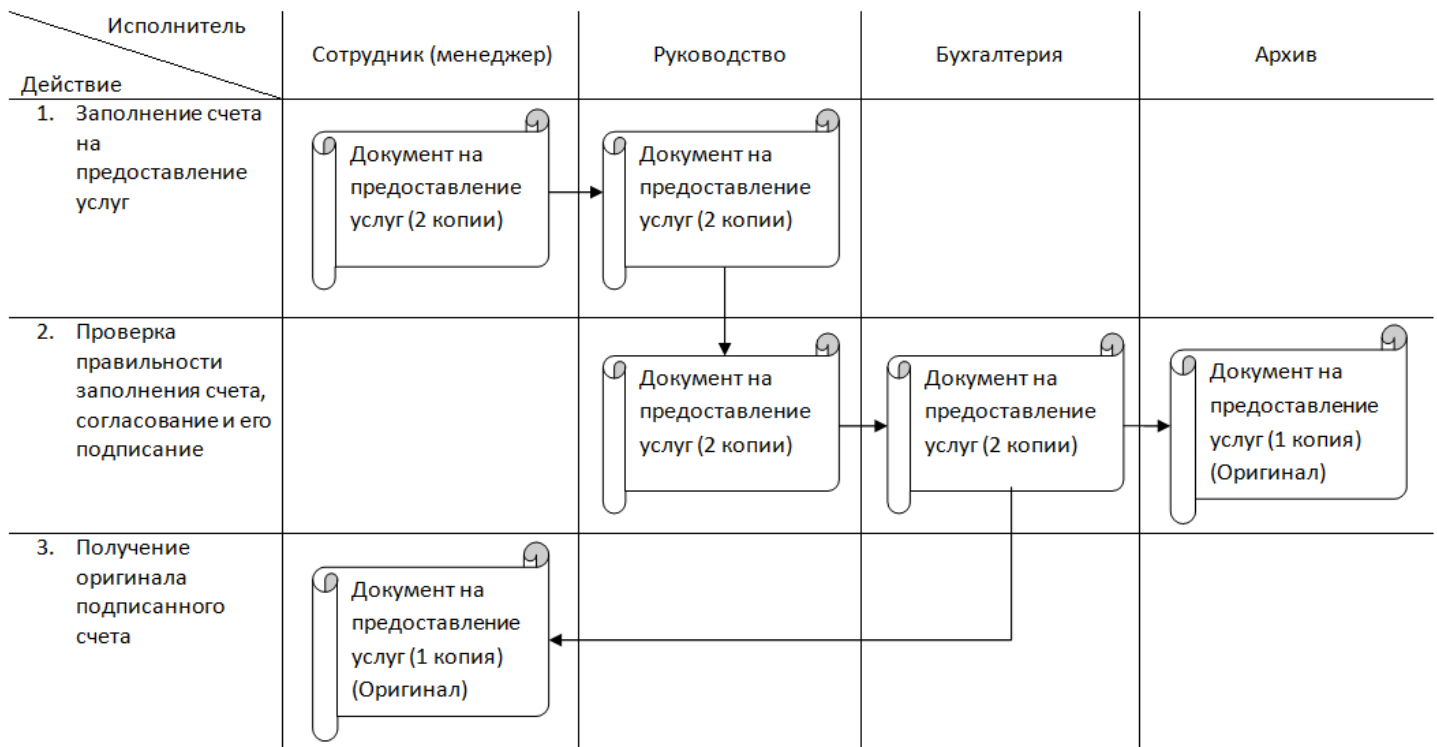 Исполнитель
Действие
Сотрудник (менеджер)
Руководство
Бухгалтерия
Архив
1. Заполнение счета
на
предоставление
услуг
Документ на
предоставление
услуг (2 копии)
Документ на
предоставление
услуг (2 копии)
2. Проверка
правильности
заполнения счета,
согласование и его
подписание
Документ на
предоставление
услуг (2 копии)
Документ на
предоставление
услуг (2 копии)
Документ на
предоставление
услуг (1 копия)
(Оригинал)
3. Получение
оригинала
подписанного
счета
Документ на
предоставление
услуг (1 копия)
(Оригинал)